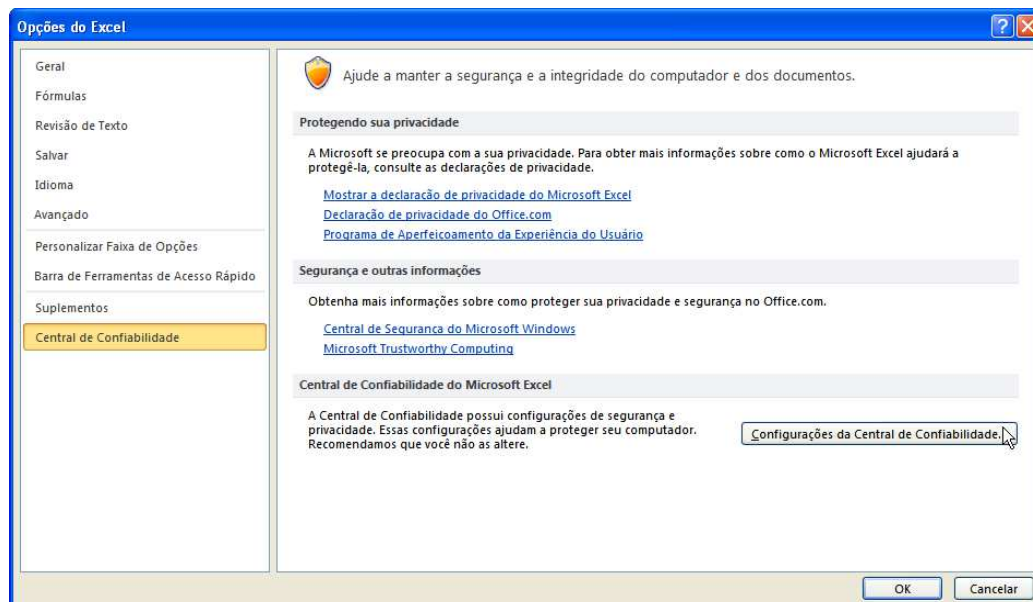 Opções do Excel
Geral
Fórmulas
Revisão de Texto
Salvar
Idioma
Avançado
Personalizar Faixa de Opções
Barra de Ferramentas de Acesso Rápido
Suplementos
Central de Confiabilidade
Ajude a manter a segurança e a integridade do computador e dos documentos.
Protegendo sua privacidade
A Microsoft se preocupa com a sua privacidade. Para obter mais informações sobre como o Microsoft Excel ajudará a
protegê-la, consulte as declarações de privacidade.
Mostrar a declaração de privacidade do Microsoft Excel
Declaração de privacidade do Office.com
Programa de Aperfeiçoamento da Experiência do Usuário
Segurança e outras informações
Obtenha mais informações sobre como proteger sua privacidade e segurança no Office.com.
Central de Segurança do Microsoft Windows
Microsoft Trustworthy Computing
Central de Confiabilidade do Microsoft Excel
A Central de Confiabilidade possui configurações de segurança e
privacidade. Essas configurações ajudam a proteger seu computador.
Recomendamos que você não as altere.
Configurações da Central de Confiabilidade.
OK
Cancelar